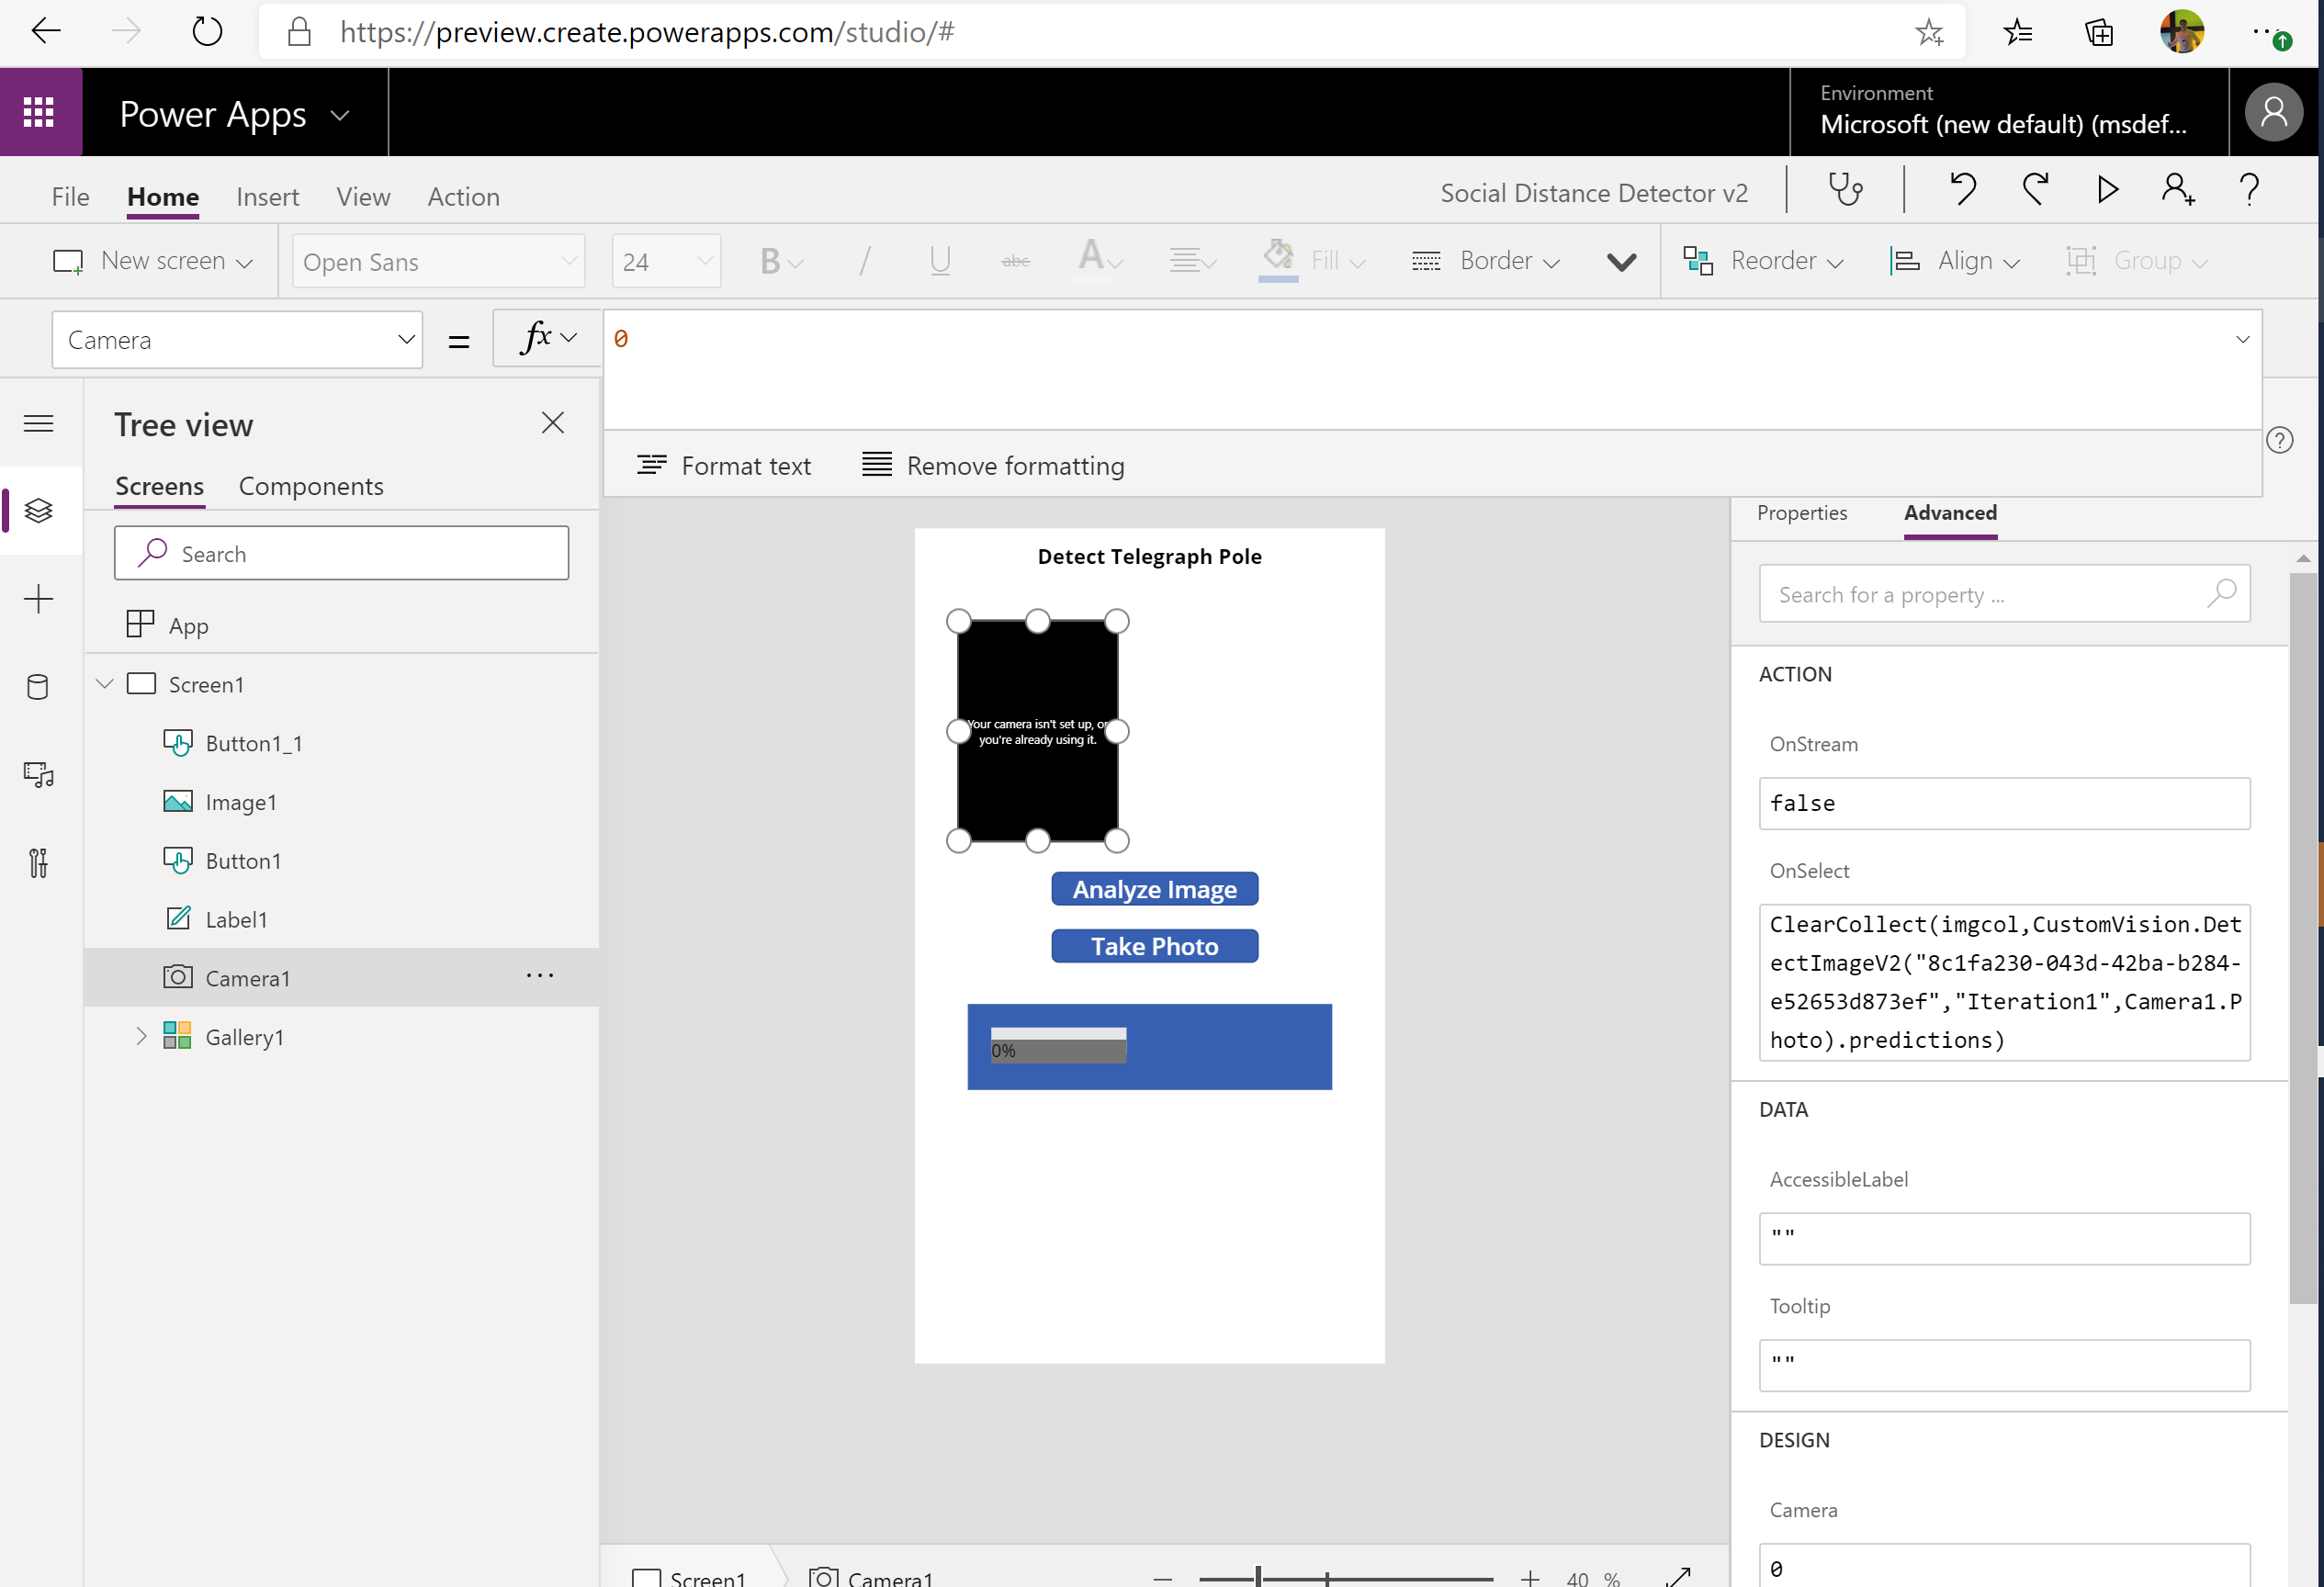 https://preview.create.powerapps.com/studio/#
Power Apps
Environment
Microsoft (new default) (msdef...
File Home Insert View Action
Social Distance Detector v2
New screen
Open Sans
24
B
/
U
abc
A
Fill
Border
Reorder
Align
Group
Camera
=
fx
0
Tree view
Format text
Remove formatting
Screens Components
Search
App
Screen1
Button1_1
Image1
Button1
Label1
Camera1
...
Gallery1
Detect Telegraph Pole
Your camera isn't set up, or
you're already using it.
Analyze Image
Take Photo
0%
Properties Advanced
Search for a property ...
ACTION
OnStream
false
OnSelect
ClearCollect(imgcol,CustomVision.Det
ectImageV2("8c1fa230-043d-42ba-b284-
e52653d873ef","Iteration1",Camera1.P
hoto).predictions)
DATA
AccessibleLabel
""
Tooltip
""
DESIGN
Camera
0
Screen1
Camera1
40 %